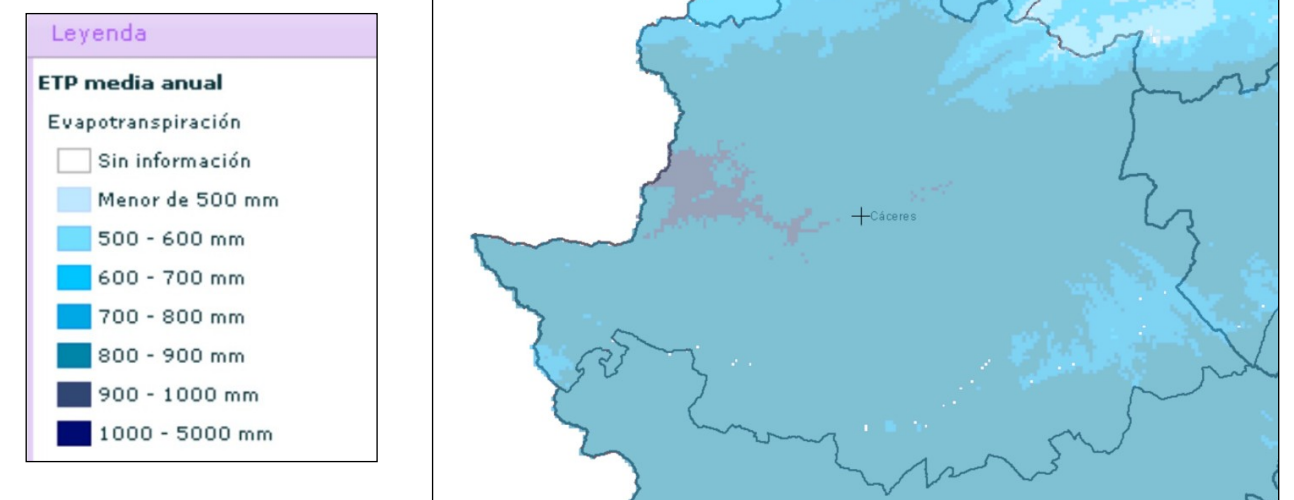 Leyenda
ETP media anual
Evapotranspiración
Sin información
Menor de 500 mm
500 - 600 mm
600 - 700 mm
700 - 800 mm
800 - 900 mm
900 - 1000 mm
1000 - 5000 mm
Cáceres